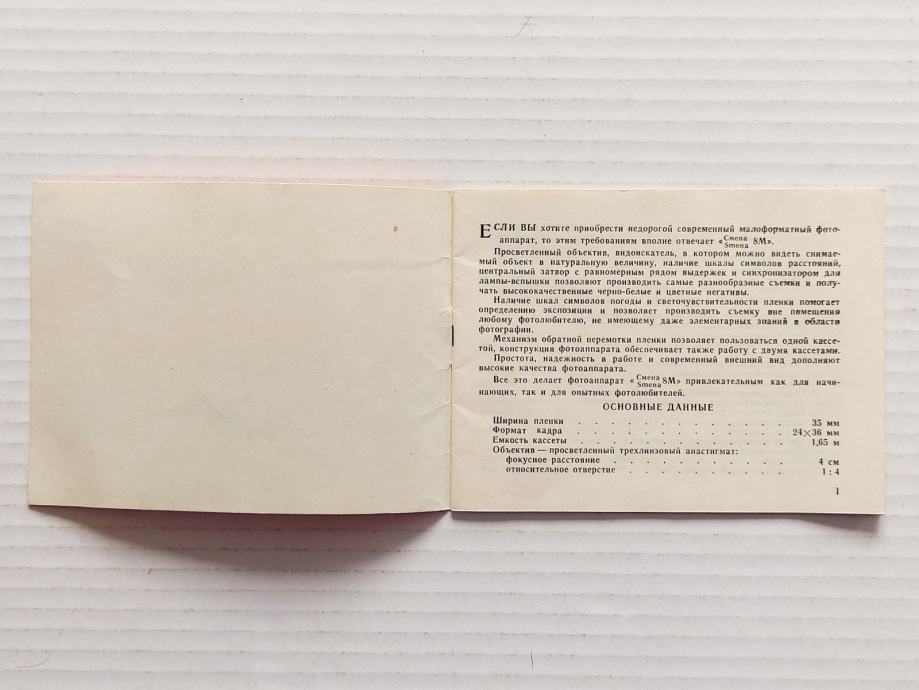 ЕСЛИ ВЫ хотите приобрести недорогой современный малоформатный фото-
аппарат, то этим требованиям вполне отвечает «Смена Smena 8М».
Просветленный объектив, видоискатель, в котором можно видеть снимае-
мый объект в натуральную величину, наличие шкалы символов расстояний,
центральный затвор с равномерным рядом выдержек и синхронизатором для
лампы-вспышки позволяют производить самые разнообразные съемки и полу-
чать высококачественные черно-белые и цветные негативы.
Наличие шкал символов погоды и светочувствительности пленки помогает
определению экспозиции и позволяет производить съемку вне помещения
любому фотолюбителю, не имеющему даже элементарных знаний в области
фотографии.
Механизм обратной перемотки пленки позволяет пользоваться одной кассе-
той, конструкция фотоаппарата обеспечивает также работу с двумя кассетами.
Простота, надежность в работе и современный внешний вид дополняют
высокие качества фотоаппарата.
Все это делает фотоаппарат «Смена Smena 8М» привлекательным как для начи-
нающих, так и для опытных фотолюбителей.
ОСНОВНЫЕ ДАННЫЕ
Ширина пленки . . . . . . . . . . . . 35 мм
Формат кадра . . . . . . . . . . . . 24×36 мм
Емкость кассеты . . . . . . . . . . . . 1,65 м
Объектив — просветленный трехлинзовый анастигмат:
фокусное расстояние . . . . . . . . . . 4 см
относительное отверстие . . . . . . . . . 1:4
1